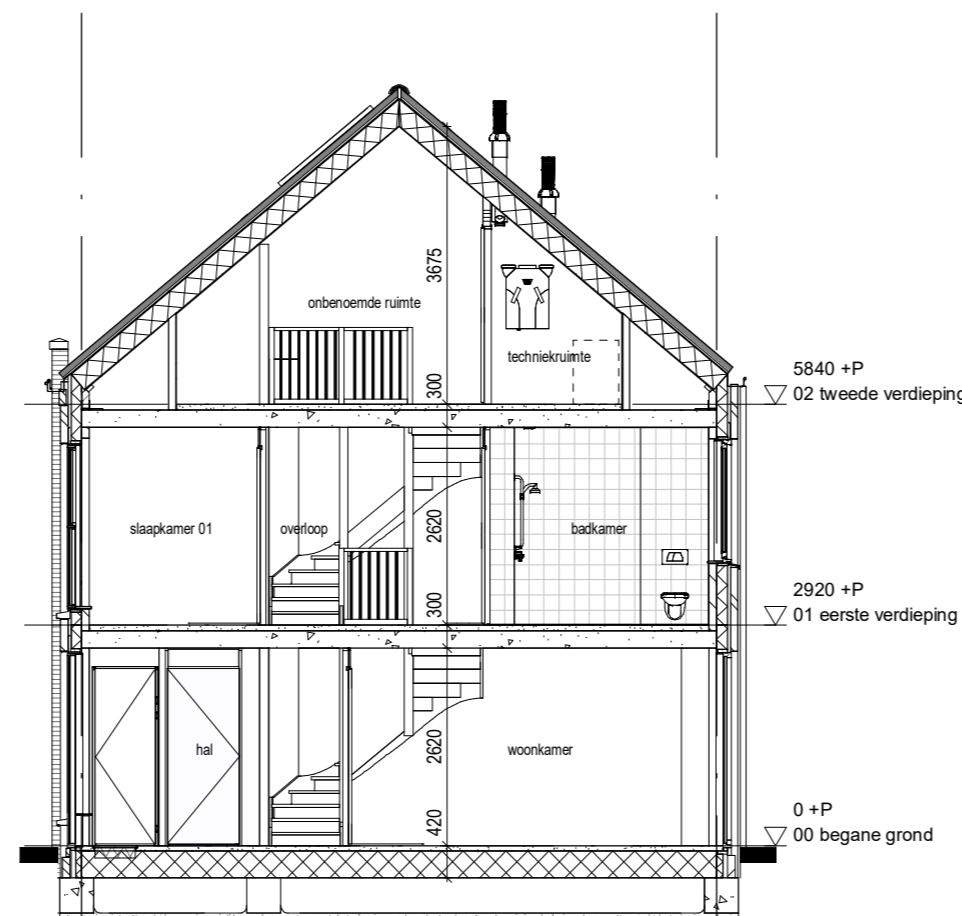 3675
onbenoemde ruimte
techniekruimte
5840 +P
300
02 tweede verdieping
slaapkamer 01
overloop
2620
badkamer
2920 +P
300
01 eerste verdieping
hal
2620
woonkamer
0 +P
420
00 begane grond